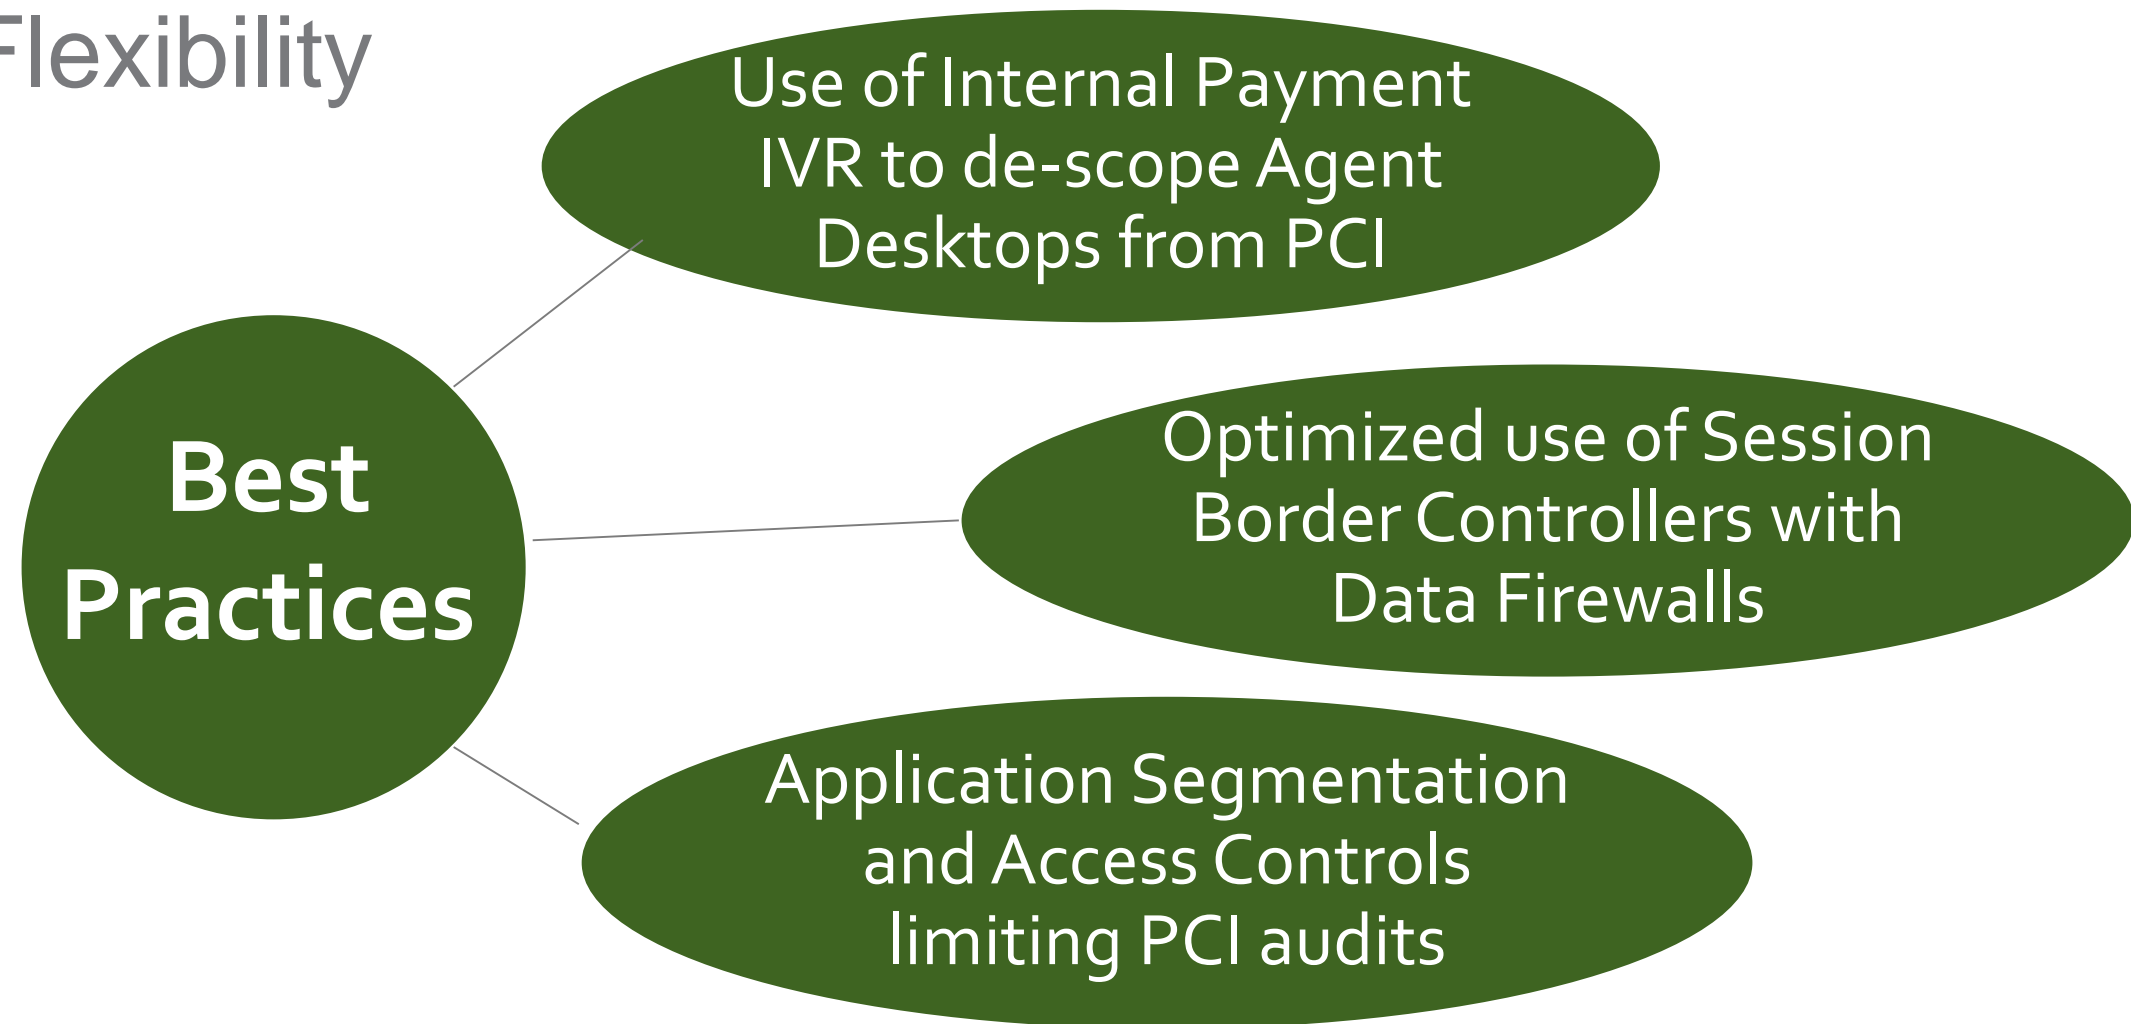 Flexibility
Use of Internal Payment
IVR to de-scope Agent
Desktops from PCI
Best
Practices
Optimized use of Session
Border Controllers with
Data Firewalls
Application Segmentation
and Access Controls
limiting PCI audits